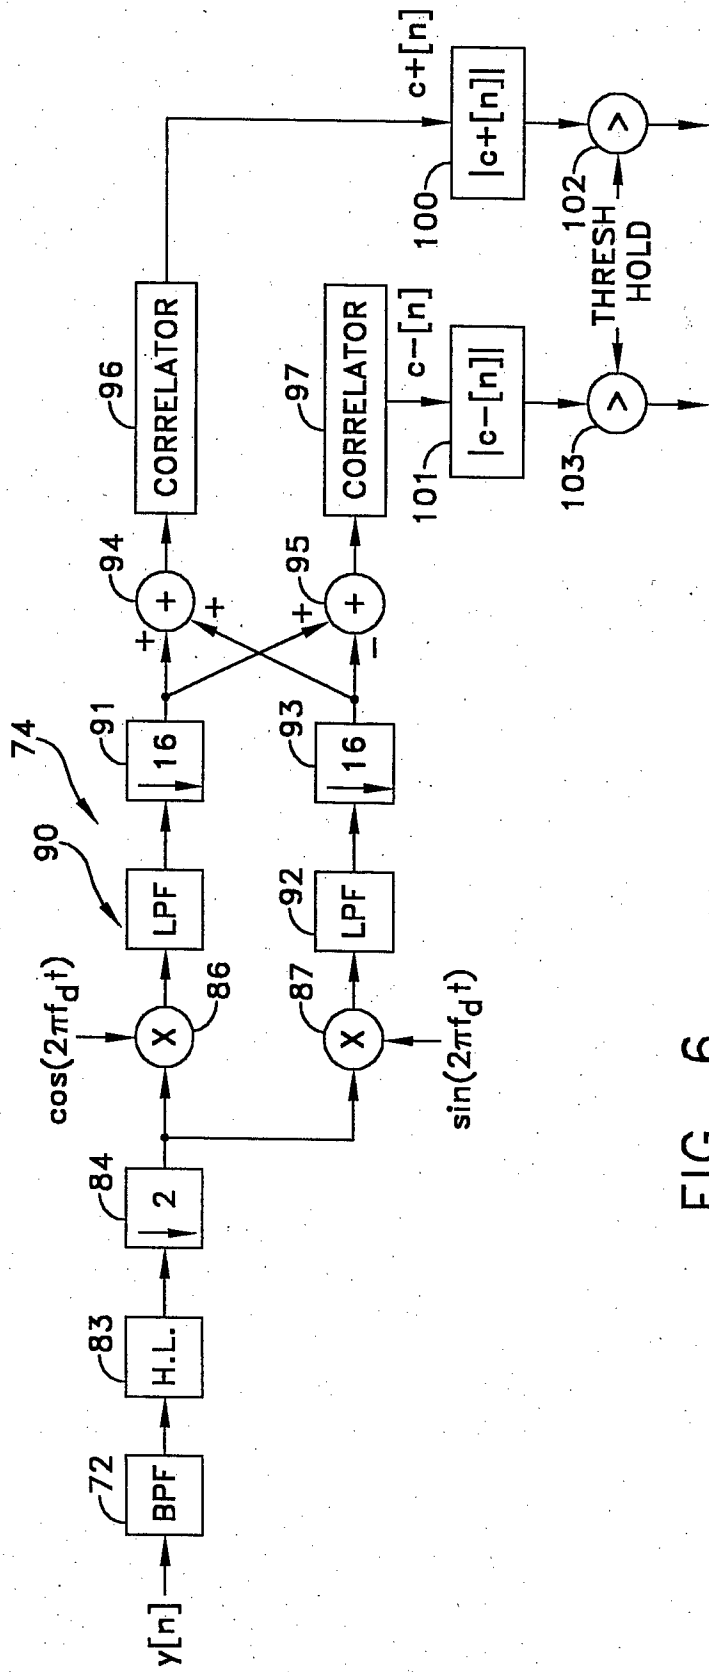 y[n]
72
BPF
83
H.L.
84
2
cos(2πf_d t)
X
86
87
X
sin(2πf_d t)
74
90
LPF
92
LPF
91
16
93
16
+
+
94
+
+
95
+
−
96
CORRELATOR
97
CORRELATOR
c+[n]
100
|c+[n]|
c−[n]
101
|c−[n]|
102
>
THRESH
HOLD
103
>
FIG. 6